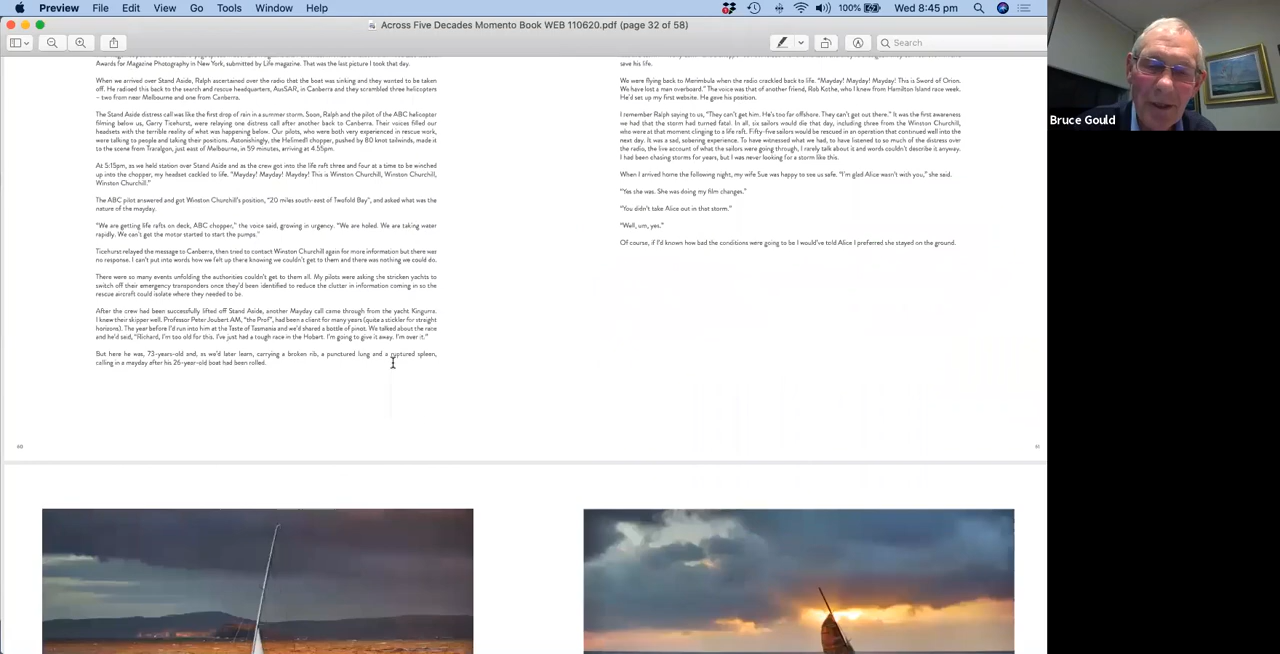 Preview File Edit View Go Tools Window Help 100% Wed 8:45 pm
Across Five Decades Momento Book WEB 110620.pdf (page 32 of 58)
Search
Bruce Gould
Awards for Magazine Photography in New York, submitted by Life magazine. That was the last picture I took that day.
When we arrived over Stand Aside, Ralph ascertained over the radio that the boat was sinking and they wanted to be taken
off. He radioed this back to the search and rescue headquarters, AusSAR, in Canberra and they scrambled three helicopters
– two from near Melbourne and one from Canberra.
The Stand Aside distress call was like the first drop of rain in a summer storm. Soon, Ralph and the pilot of the ABC helicopter
filming below us, Gary Ticehurst, were relaying one distress call after another back to Canberra. Their voices filled our
headsets with the terrible reality of what was happening below. Our pilots, who were both very experienced in rescue work,
were talking to people and taking their positions. Astonishingly, the Helimed1 chopper, pushed by 80 knot tailwinds, made it
to the scene from Traralgon, just east of Melbourne, in 59 minutes, arriving at 4.55pm.
At 5:15pm, as we held station over Stand Aside and as the crew got into the life raft three and four at a time to be winched
up into the chopper, my headset cackled to life. “Mayday! Mayday! Mayday! This is Winston Churchill, Winston Churchill,
Winston Churchill.”
The ABC pilot answered and got Winston Churchill’s position, “20 miles south-east of Twofold Bay”, and asked what was the
nature of the mayday.
“We are getting life rafts on deck, ABC chopper,” the voice said, growing in urgency. “We are holed. We are taking water
rapidly. We can’t get the motor started to start the pumps.”
Ticehurst relayed the message to Canberra, then tried to contact Winston Churchill again for more information but there was
no response. I can’t put into words how we felt up there knowing we couldn’t get to them and there was nothing we could do.
There were so many events unfolding the authorities couldn’t get to them all. My pilots were asking the stricken yachts to
switch off their emergency transponders once they’d been identified to reduce the clutter in information coming in so the
rescue aircraft could isolate where they needed to be.
After the crew had been successfully lifted off Stand Aside, another Mayday call came through from the yacht Kingurra.
I knew their skipper well. Professor Peter Joubert AM, “the Prof”, had been a client for many years (quite a stickler for straight
horizons). The year before I’d run into him at the Taste of Tasmania and we’d shared a bottle of pinot. We talked about the race
and he’d said, “Richard, I’m too old for this. I’ve just had a tough race in the Hobart. I’m going to give it away. I’m over it.”
But here he was, 73-years-old and, as we’d later learn, carrying a broken rib, a punctured lung and a ruptured spleen,
calling in a mayday after his 26-year-old boat had been rolled.
60
save his life.
We were flying back to Merimbula when the radio crackled back to life. “Mayday! Mayday! Mayday! This is Sword of Orion.
We have lost a man overboard.” The voice was that of another friend, Rob Kothe, who I knew from Hamilton Island race week.
He’d set up my first website. He gave his position.
I remember Ralph saying to us, “They can’t get him. He’s too far offshore. They can’t get out there.” It was the first awareness
we had that the storm had turned fatal. In all, six sailors would die that day, including three from the Winston Churchill,
who were at that moment clinging to a life raft. Fifty-five sailors would be rescued in an operation that continued well into the
next day. It was a sad, sobering experience. To have witnessed what we had, to have listened to so much of the distress over
the radio, the live account of what the sailors were going through, I rarely talk about it and words couldn’t describe it anyway.
I had been chasing storms for years, but I was never looking for a storm like this.
When I arrived home the following night, my wife Sue was happy to see us safe. “I’m glad Alice wasn’t with you,” she said.
“Yes she was. She was doing my film changes.”
“You didn’t take Alice out in that storm.”
“Well, um, yes.”
Of course, if I’d known how bad the conditions were going to be I would’ve told Alice I preferred she stayed on the ground.
61